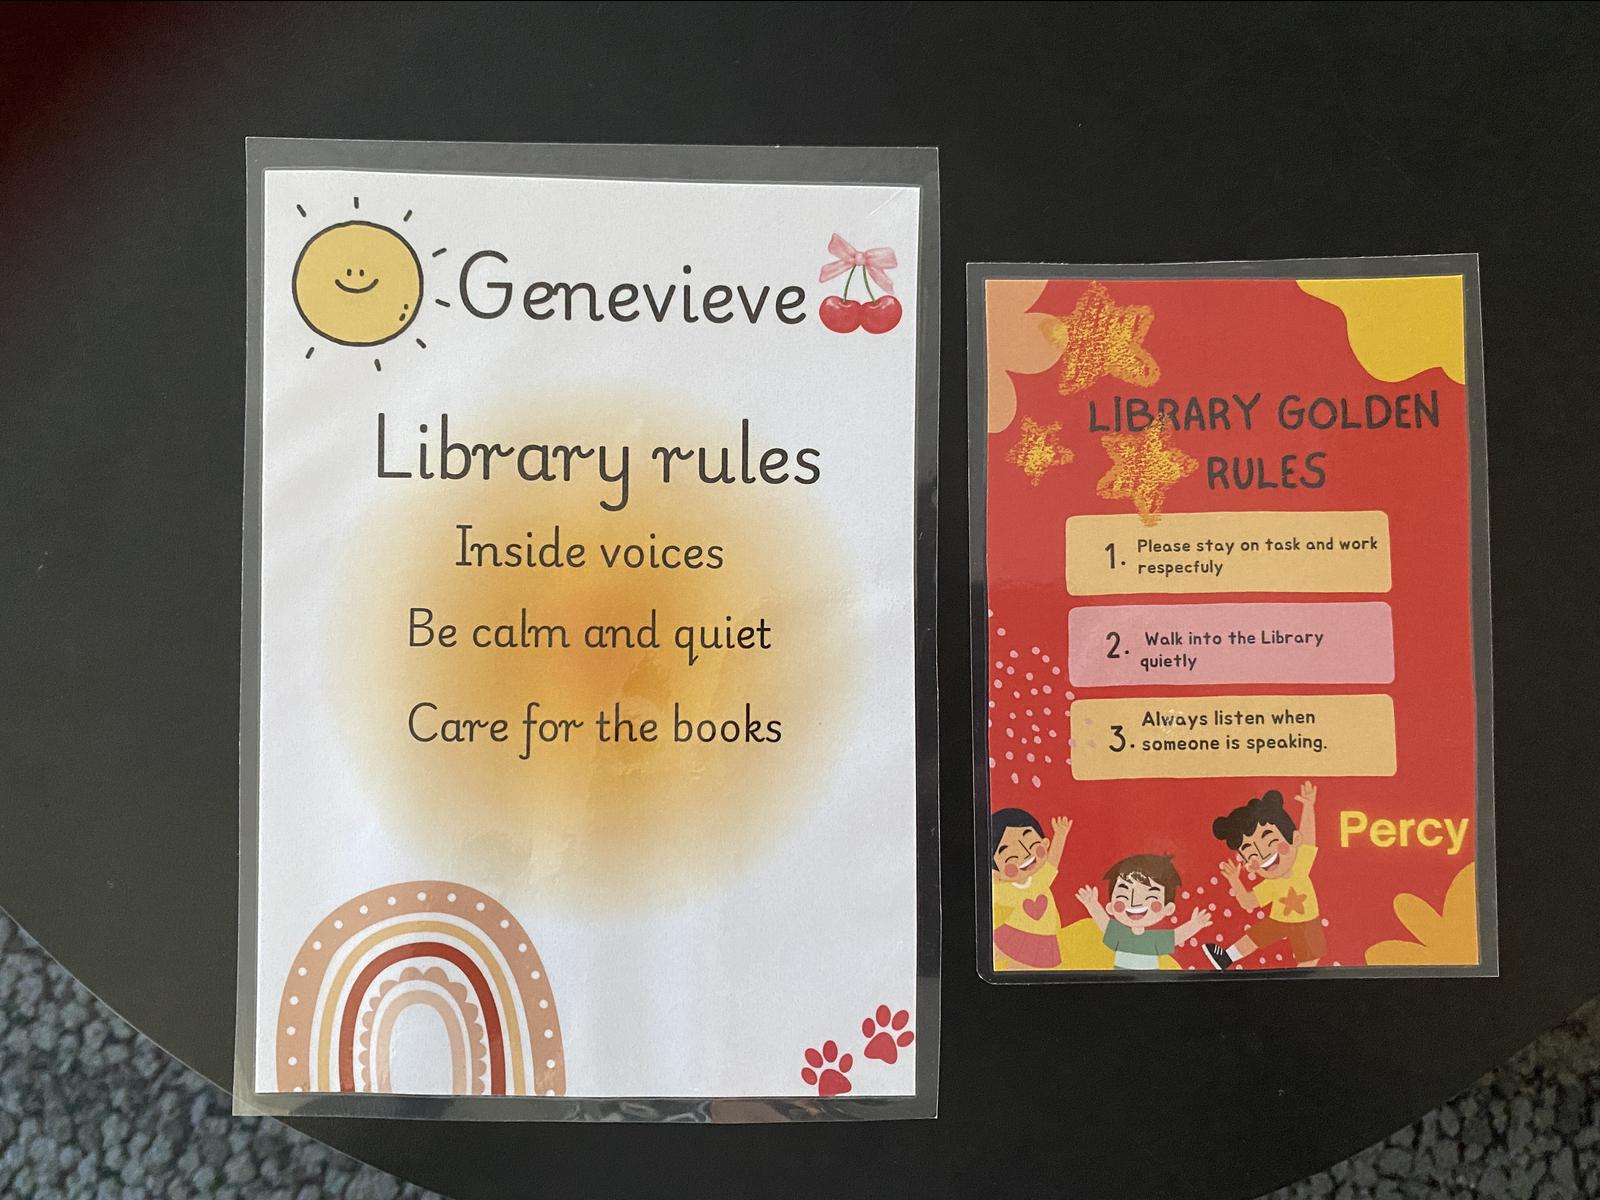 Genevieve
Library rules
Inside voices
Be calm and quiet
Care for the books
LIBRARY GOLDEN
RULES
1. Please stay on task and work
respecfuly
2. Walk into the Library
quietly
3. Always listen when
someone is speaking.
Percy